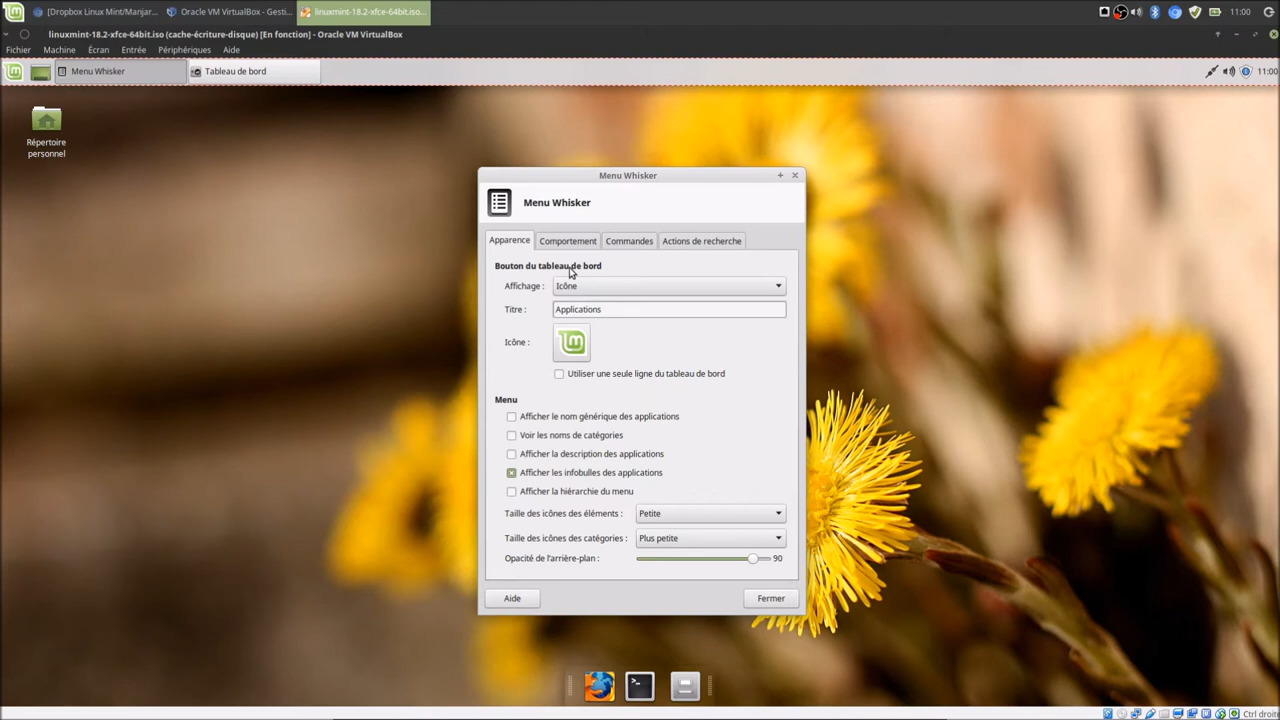 [Dropbox Linux Mint/Manjar...
Oracle VM VirtualBox – Gesti...
linuxmint-18.2-xfce-64bit.iso...
11:00
linuxmint-18.2-xfce-64bit.iso (cache-écriture-disque) [En fonction] - Oracle VM VirtualBox
Fichier Machine Écran Entrée Périphériques Aide
Menu Whisker
Tableau de bord
11:00
Répertoire
personnel
Menu Whisker
Menu Whisker
Apparence Comportement Commandes Actions de recherche
Bouton du tableau de bord
Affichage : Icône
Titre : Applications
Icône :
Utiliser une seule ligne du tableau de bord
Menu
Afficher le nom générique des applications
Voir les noms de catégories
Afficher la description des applications
Afficher les infobulles des applications
Afficher la hiérarchie du menu
Taille des icônes des éléments : Petite
Taille des icônes des catégories : Plus petite
Opacité de l'arrière-plan : 90
Aide Fermer
Ctrl droite